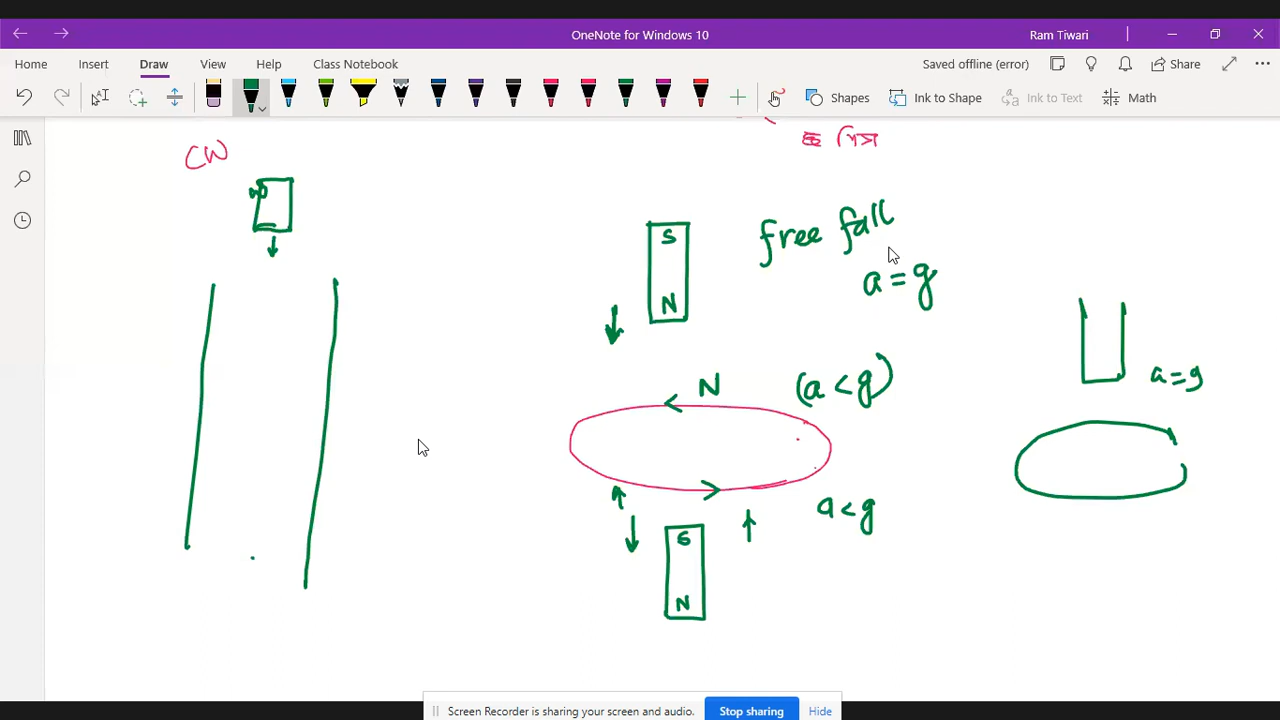 OneNote for Windows 10
Ram Tiwari
Home Insert Draw View Help Class Notebook
Saved offline (error) Share
Shapes Ink to Shape Ink to Text Math
CW
S
N
free fall
a = g
N (a < g)
a = g
a < g
S
N
Screen Recorder is sharing your screen and audio. Stop sharing Hide